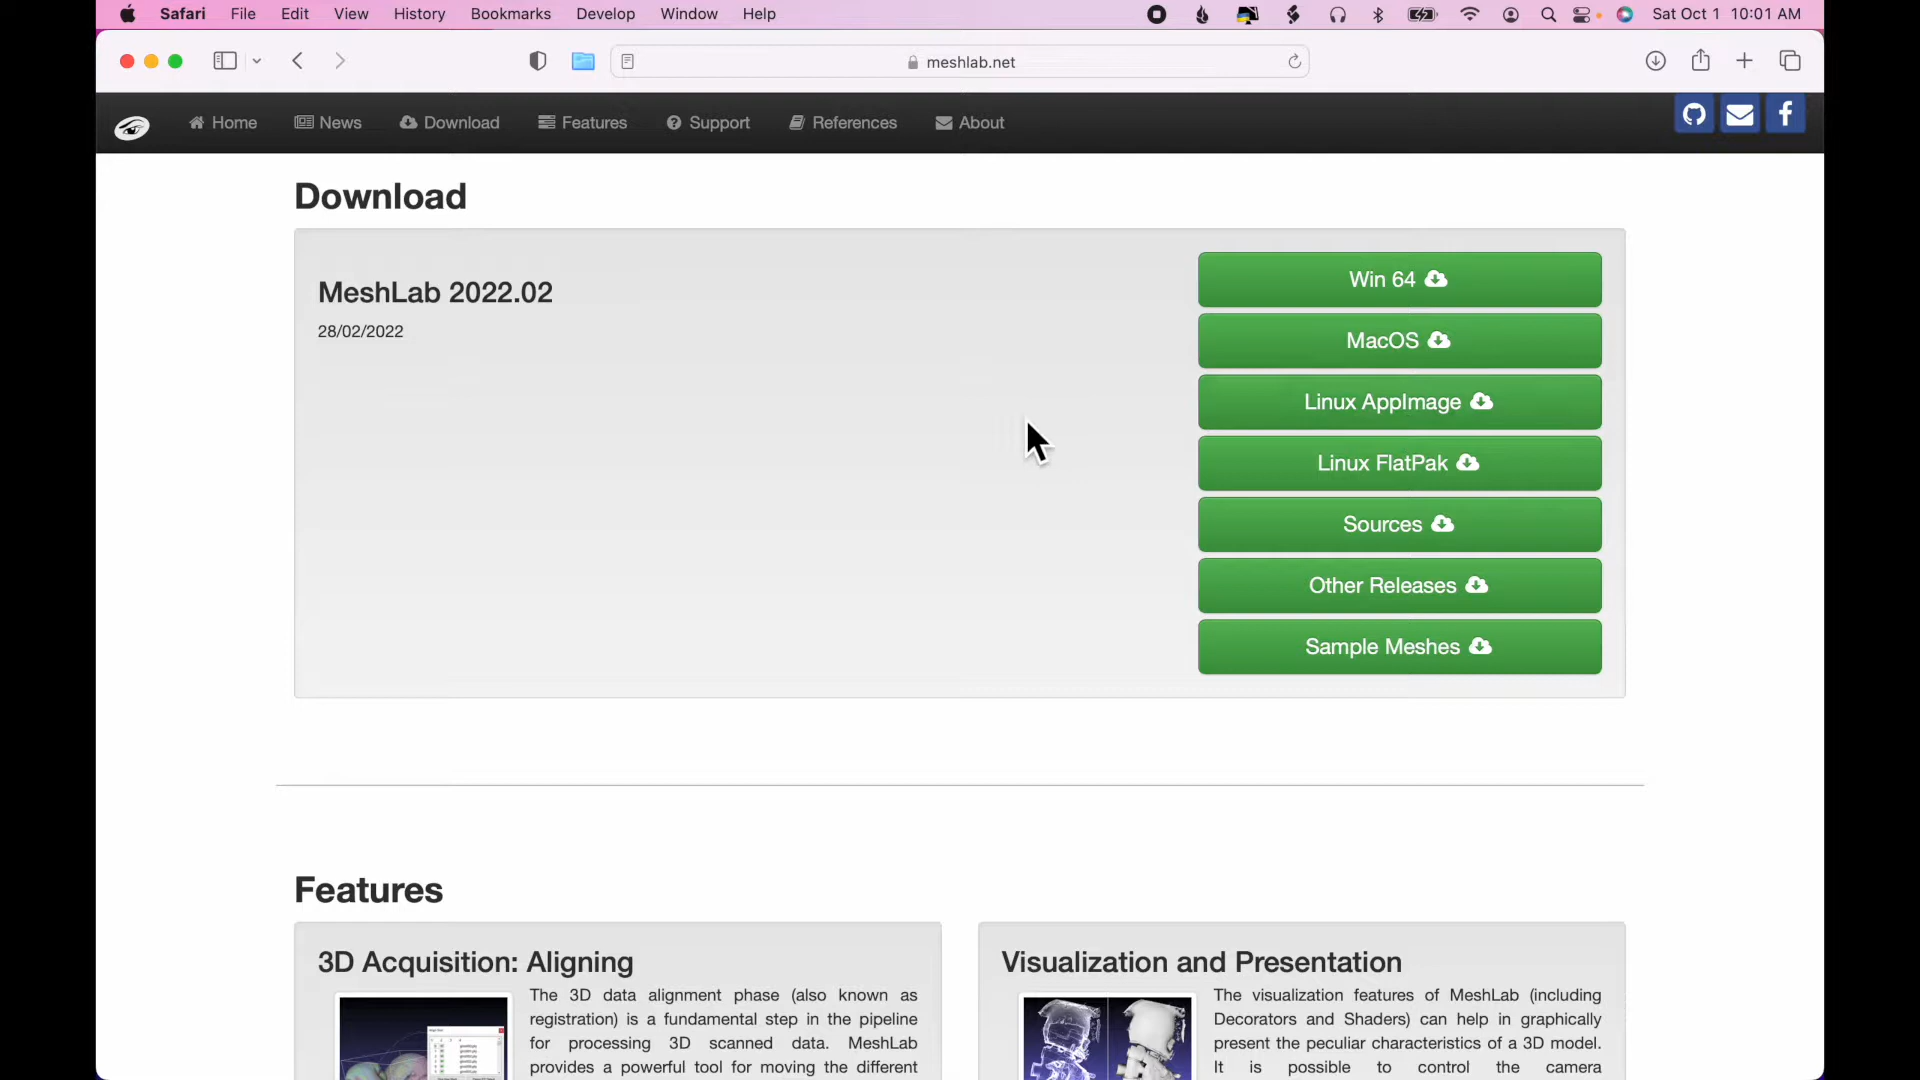 Safari File Edit View History Bookmarks Develop Window Help Sat Oct 1 10:01 AM
meshlab.net
Home News Download Features Support References About
Download
MeshLab 2022.02
28/02/2022
Win 64
MacOS
Linux AppImage
Linux FlatPak
Sources
Other Releases
Sample Meshes
Features
3D Acquisition: Aligning
The 3D data alignment phase (also known as
registration) is a fundamental step in the pipeline
for processing 3D scanned data. MeshLab
provides a powerful tool for moving the different
Visualization and Presentation
The visualization features of MeshLab (including
Decorators and Shaders) can help in graphically
present the peculiar characteristics of a 3D model.
It is possible to control the camera